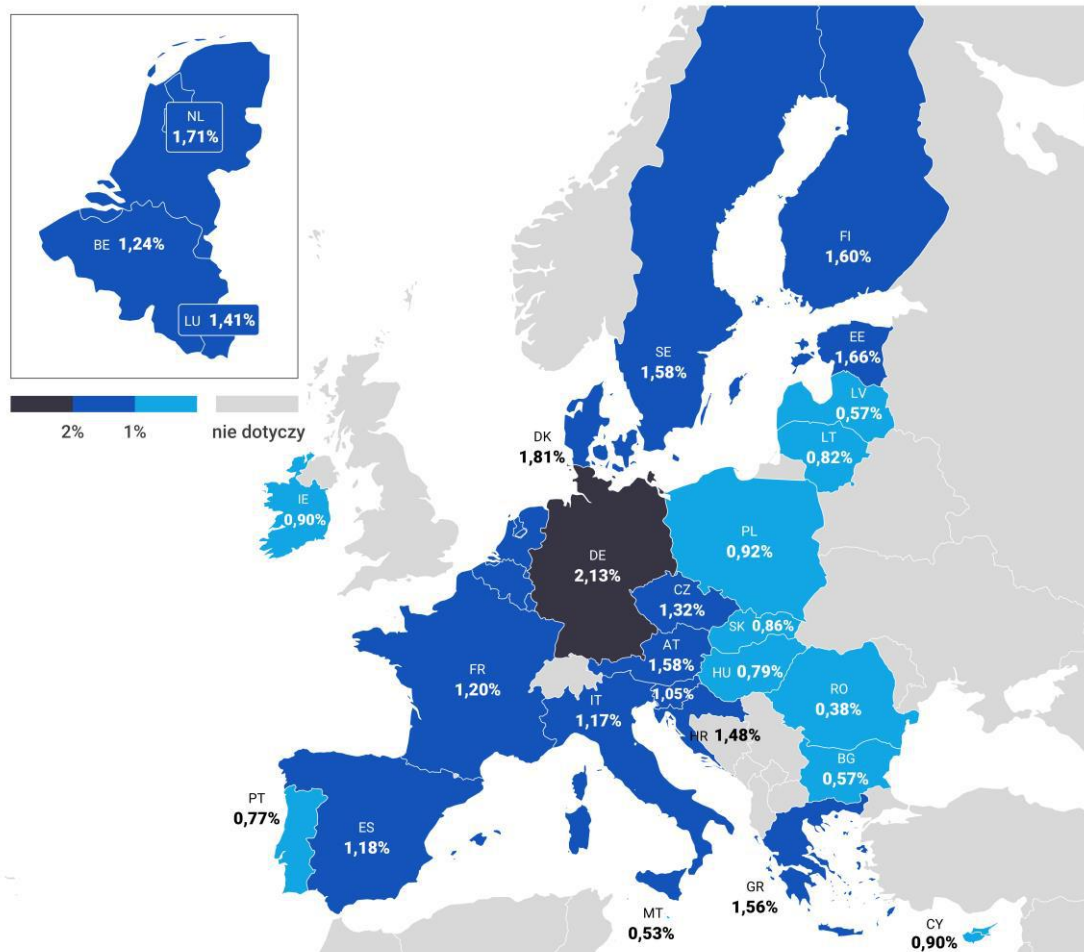 NL
1,71%
BE 1,24%
LU 1,41%
2%
1%
nie dotyczy
FI
1,60%
SE
1,58%
EE
1,66%
LV
0,57%
LT
0,82%
DK
1,81%
IE
0,90%
PL
0,92%
DE
2,13%
CZ
1,32%
SK 0,86%
AT
1,58%
HU 0,79%
FR
1,20%
1,05%
RO
0,38%
IT
1,17%
HR 1,48%
BG
0,57%
PT
0,77%
ES
1,18%
GR
1,56%
MT
0,53%
CY
0,90%